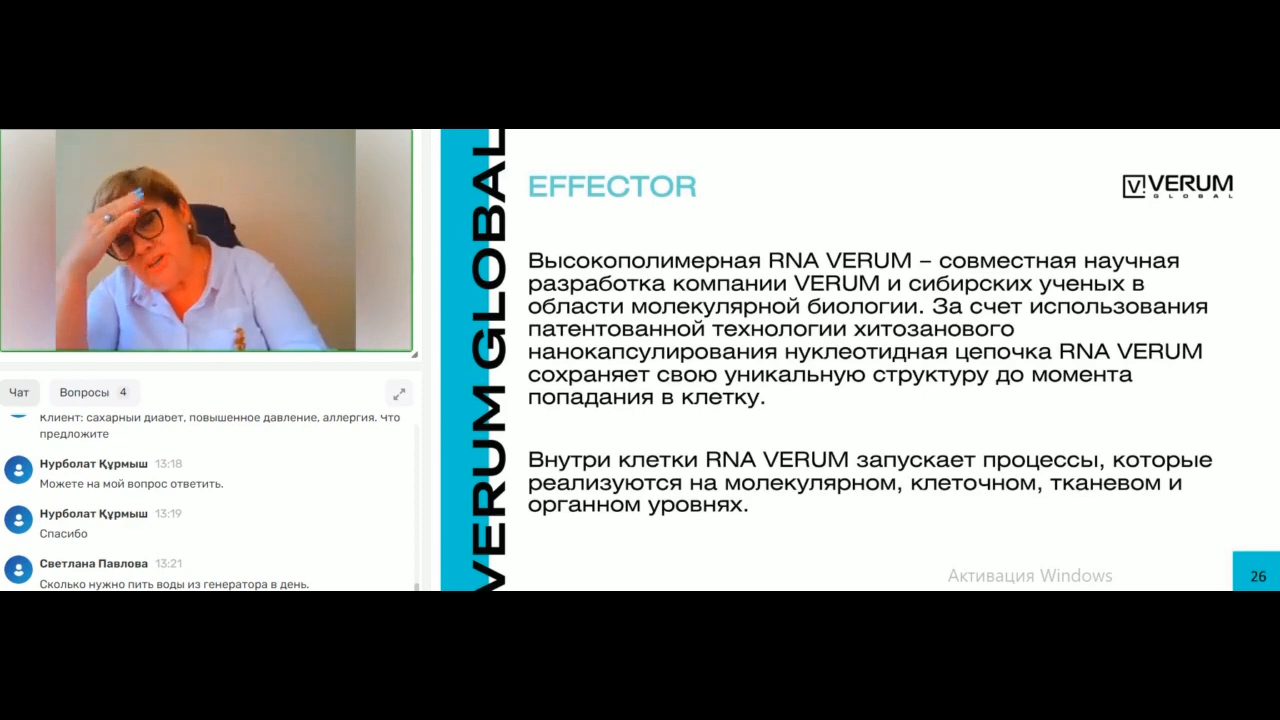 Чат
Вопросы 4
Клиент: сахарный диабет, повышенное давление, аллергия. Что
предложите
Нурболат Құрмыш 13:18
Можете на мой вопрос ответить.
Нурболат Құрмыш 13:19
Спасибо
Светлана Павлова 13:21
Сколько нужно пить воды из генератора в день.
VERUM GLOBAL
EFFECTOR
V! VERUM
GLOBAL
Высокополимерная RNA VERUM – совместная научная
разработка компании VERUM и сибирских ученых в
области молекулярной биологии. За счет использования
патентованной технологии хитозанового
нанокапсулирования нуклеотидная цепочка RNA VERUM
сохраняет свою уникальную структуру до момента
попадания в клетку.
Внутри клетки RNA VERUM запускает процессы, которые
реализуются на молекулярном, клеточном, тканевом и
органном уровнях.
Активация Windows
26